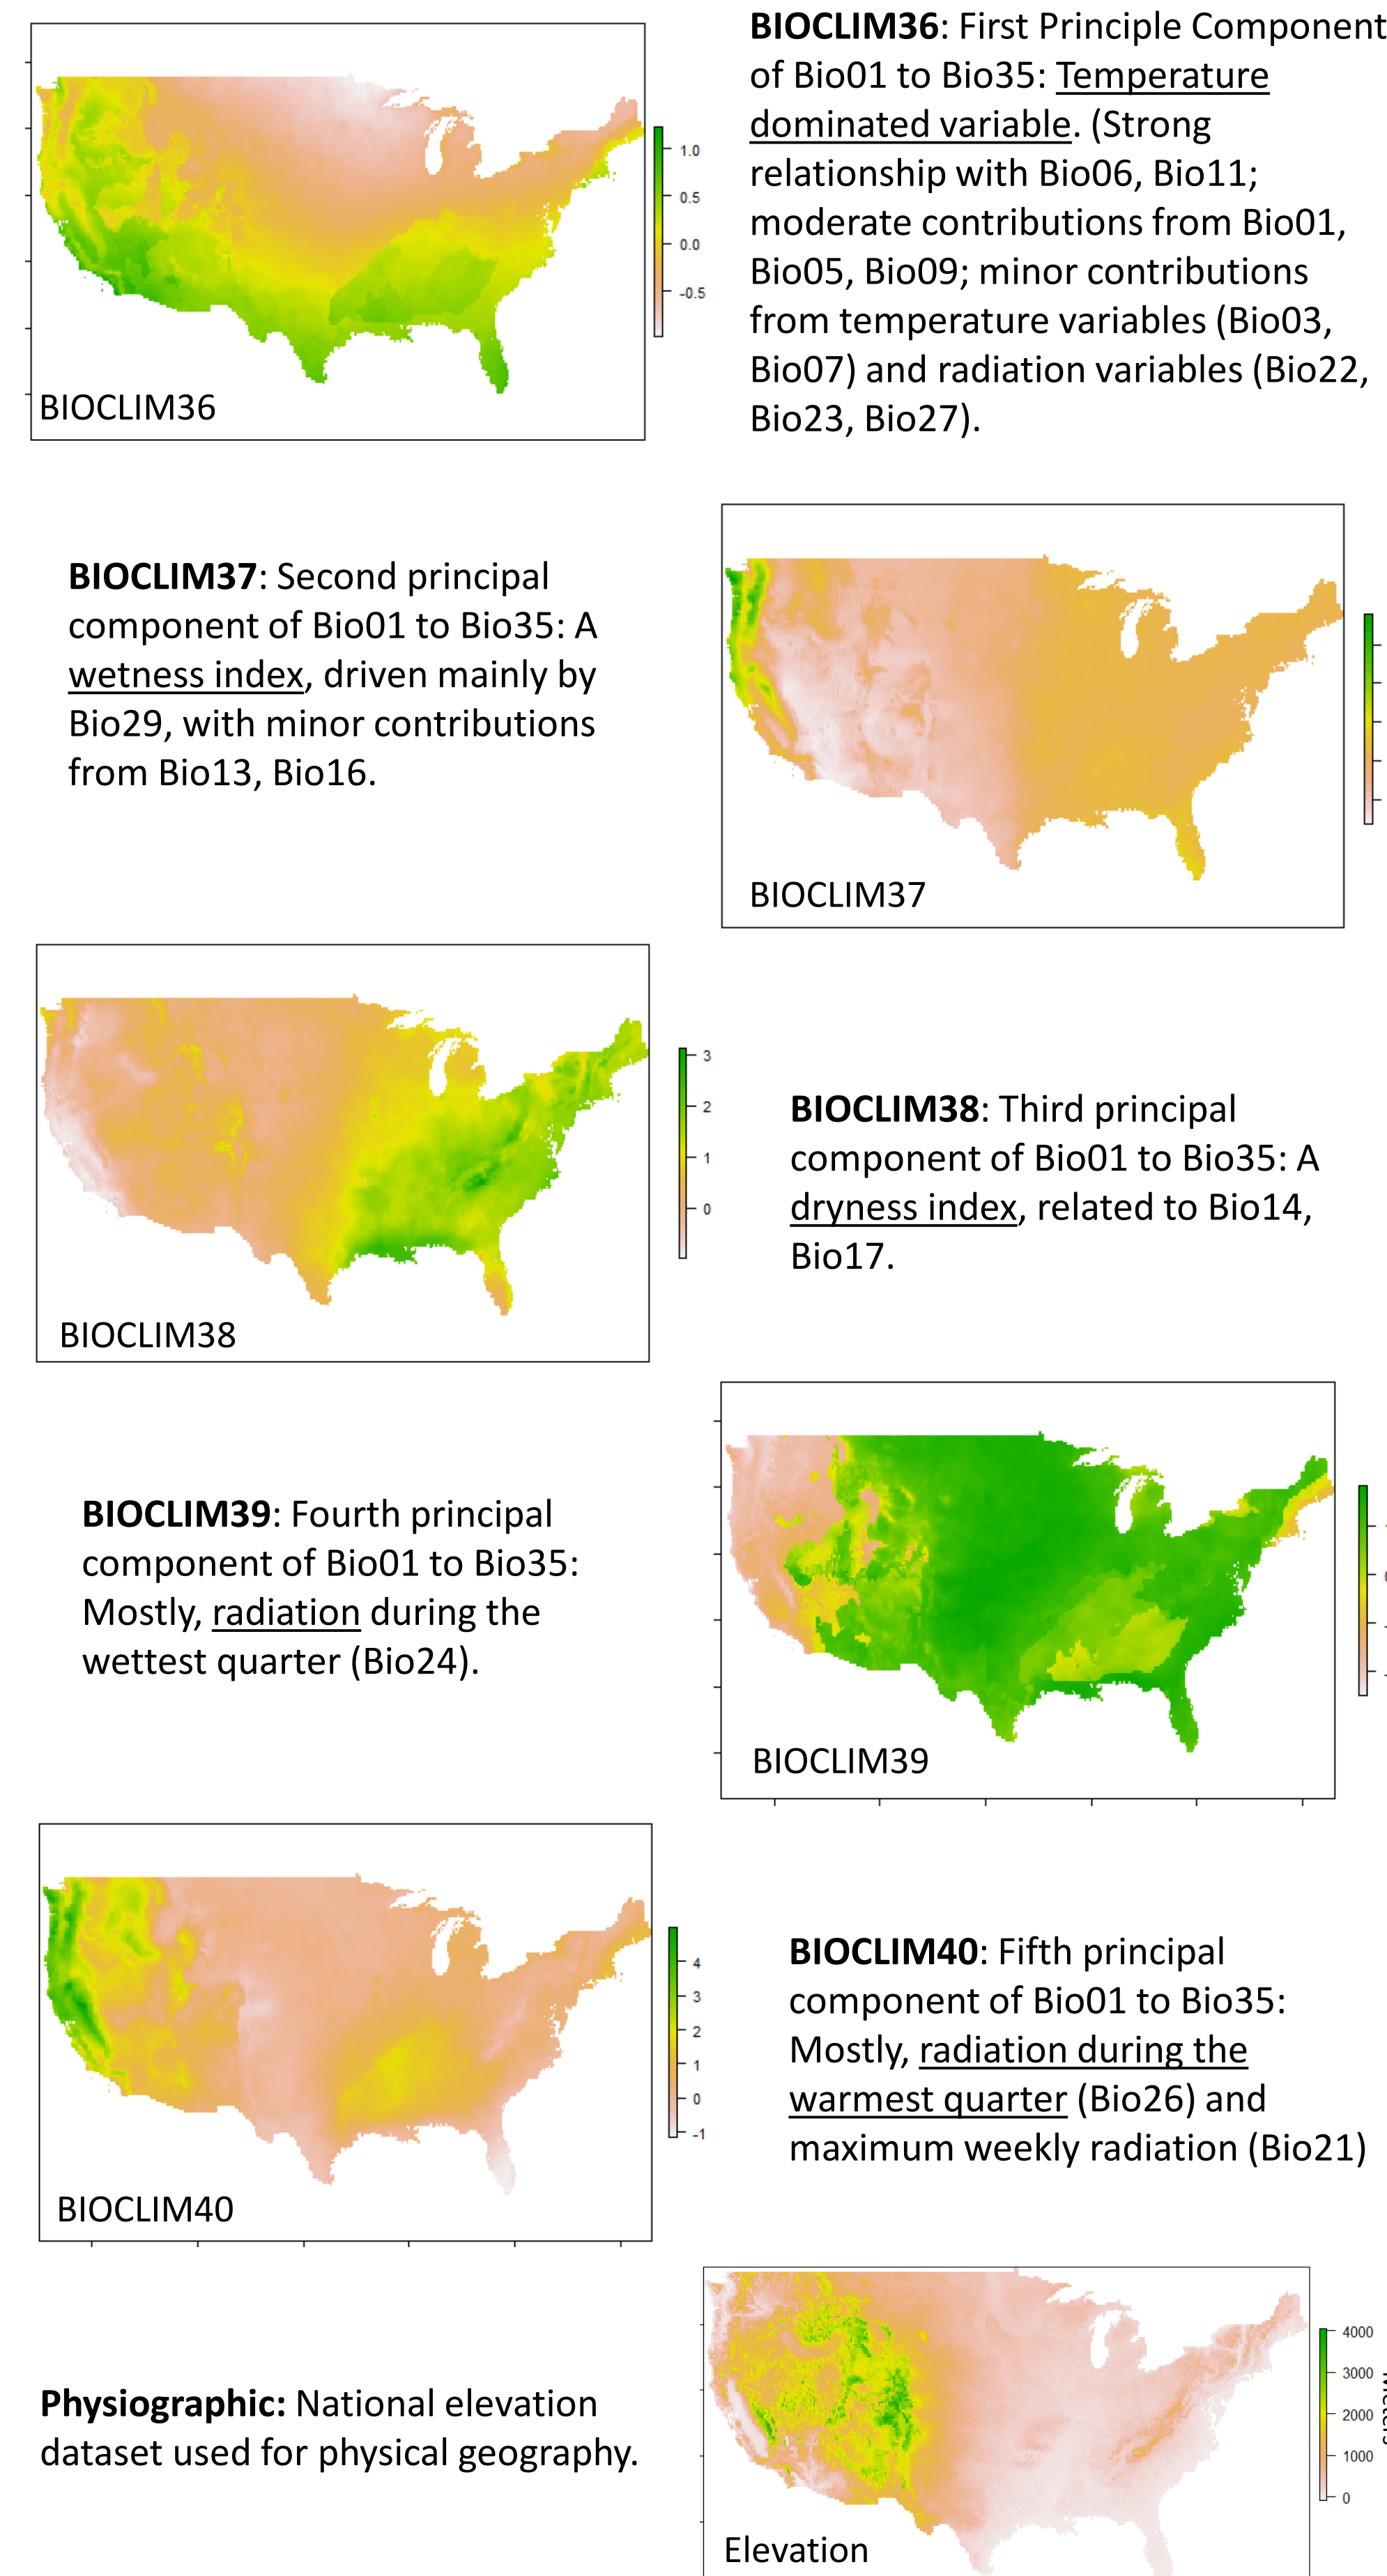 BIOCLIM36: First Principle Component
of Bio01 to Bio35: Temperature
dominated variable. (Strong
relationship with Bio06, Bio11;
moderate contributions from Bio01,
Bio05, Bio09; minor contributions
from temperature variables (Bio03,
Bio07) and radiation variables (Bio22,
Bio23, Bio27).
1.0
0.5
0.0
-0.5
BIOCLIM36
BIOCLIM37: Second principal
component of Bio01 to Bio35: A
wetness index, driven mainly by
Bio29, with minor contributions
from Bio13, Bio16.
BIOCLIM37
3
2
1
0
BIOCLIM38
BIOCLIM38: Third principal
component of Bio01 to Bio35: A
dryness index, related to Bio14,
Bio17.
BIOCLIM39: Fourth principal
component of Bio01 to Bio35:
Mostly, radiation during the
wettest quarter (Bio24).
BIOCLIM39
4
3
2
1
0
-1
BIOCLIM40
BIOCLIM40: Fifth principal
component of Bio01 to Bio35:
Mostly, radiation during the
warmest quarter (Bio26) and
maximum weekly radiation (Bio21)
Physiographic: National elevation
dataset used for physical geography.
4000
3000
2000
1000
0
Elevation